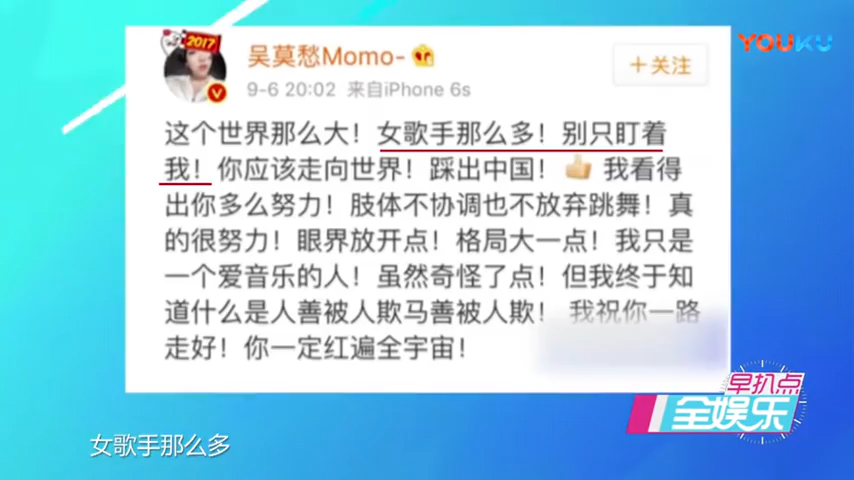 YOUKU
2017
吴莫愁Momo-
+关注
9-6 20:02 来自iPhone 6s
这个世界那么大！女歌手那么多！别只盯着
我！你应该走向世界！踩出中国！👍 我看得
出你多么努力！肢体不协调也不放弃跳舞！真
的很努力！眼界放开点！格局大一点！我只是
一个爱音乐的人！虽然奇怪了点！但我终于知
道什么是人善被人欺马善被人欺！ 我祝你一路
走好！你一定红遍全宇宙！
早扒点
全娱乐
女歌手那么多